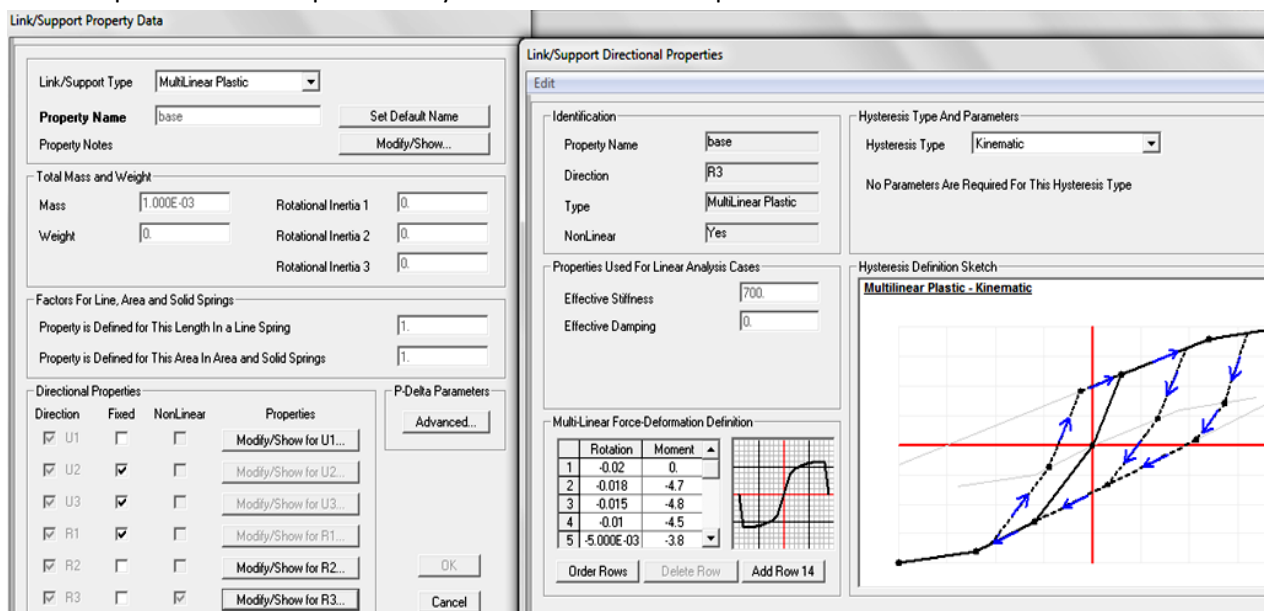 Link/Support Property Data
Link/Support Type MultiLinear Plastic
Property Name base Set Default Name
Property Notes Modify/Show...
Total Mass and Weight
Mass 1.000E-03 Rotational Inertia 1 0.
Weight 0. Rotational Inertia 2 0.
Rotational Inertia 3 0.
Factors For Line, Area and Solid Springs
Property is Defined for This Length In a Line Spring 1.
Property is Defined for This Area In Area and Solid Springs 1.
Directional Properties
Direction Fixed NonLinear Properties
U1 Modify/Show for U1...
U2 Modify/Show for U2...
U3 Modify/Show for U3...
R1 Modify/Show for R1...
R2 Modify/Show for R2...
R3 Modify/Show for R3...
P-Delta Parameters
Advanced...
OK
Cancel
Link/Support Directional Properties
Edit
Identification
Property Name base
Direction R3
Type MultiLinear Plastic
NonLinear Yes
Properties Used For Linear Analysis Cases
Effective Stiffness 700.
Effective Damping 0.
Multi-Linear Force-Deformation Definition
Rotation Moment
1 -0.02 0.
2 -0.018 -4.7
3 -0.015 -4.8
4 -0.01 -4.5
5 -5.000E-03 -3.8
Order Rows Delete Row Add Row 14
Hysteresis Type And Parameters
Hysteresis Type Kinematic
No Parameters Are Required For This Hysteresis Type
Hysteresis Definition Sketch
Multilinear Plastic - Kinematic